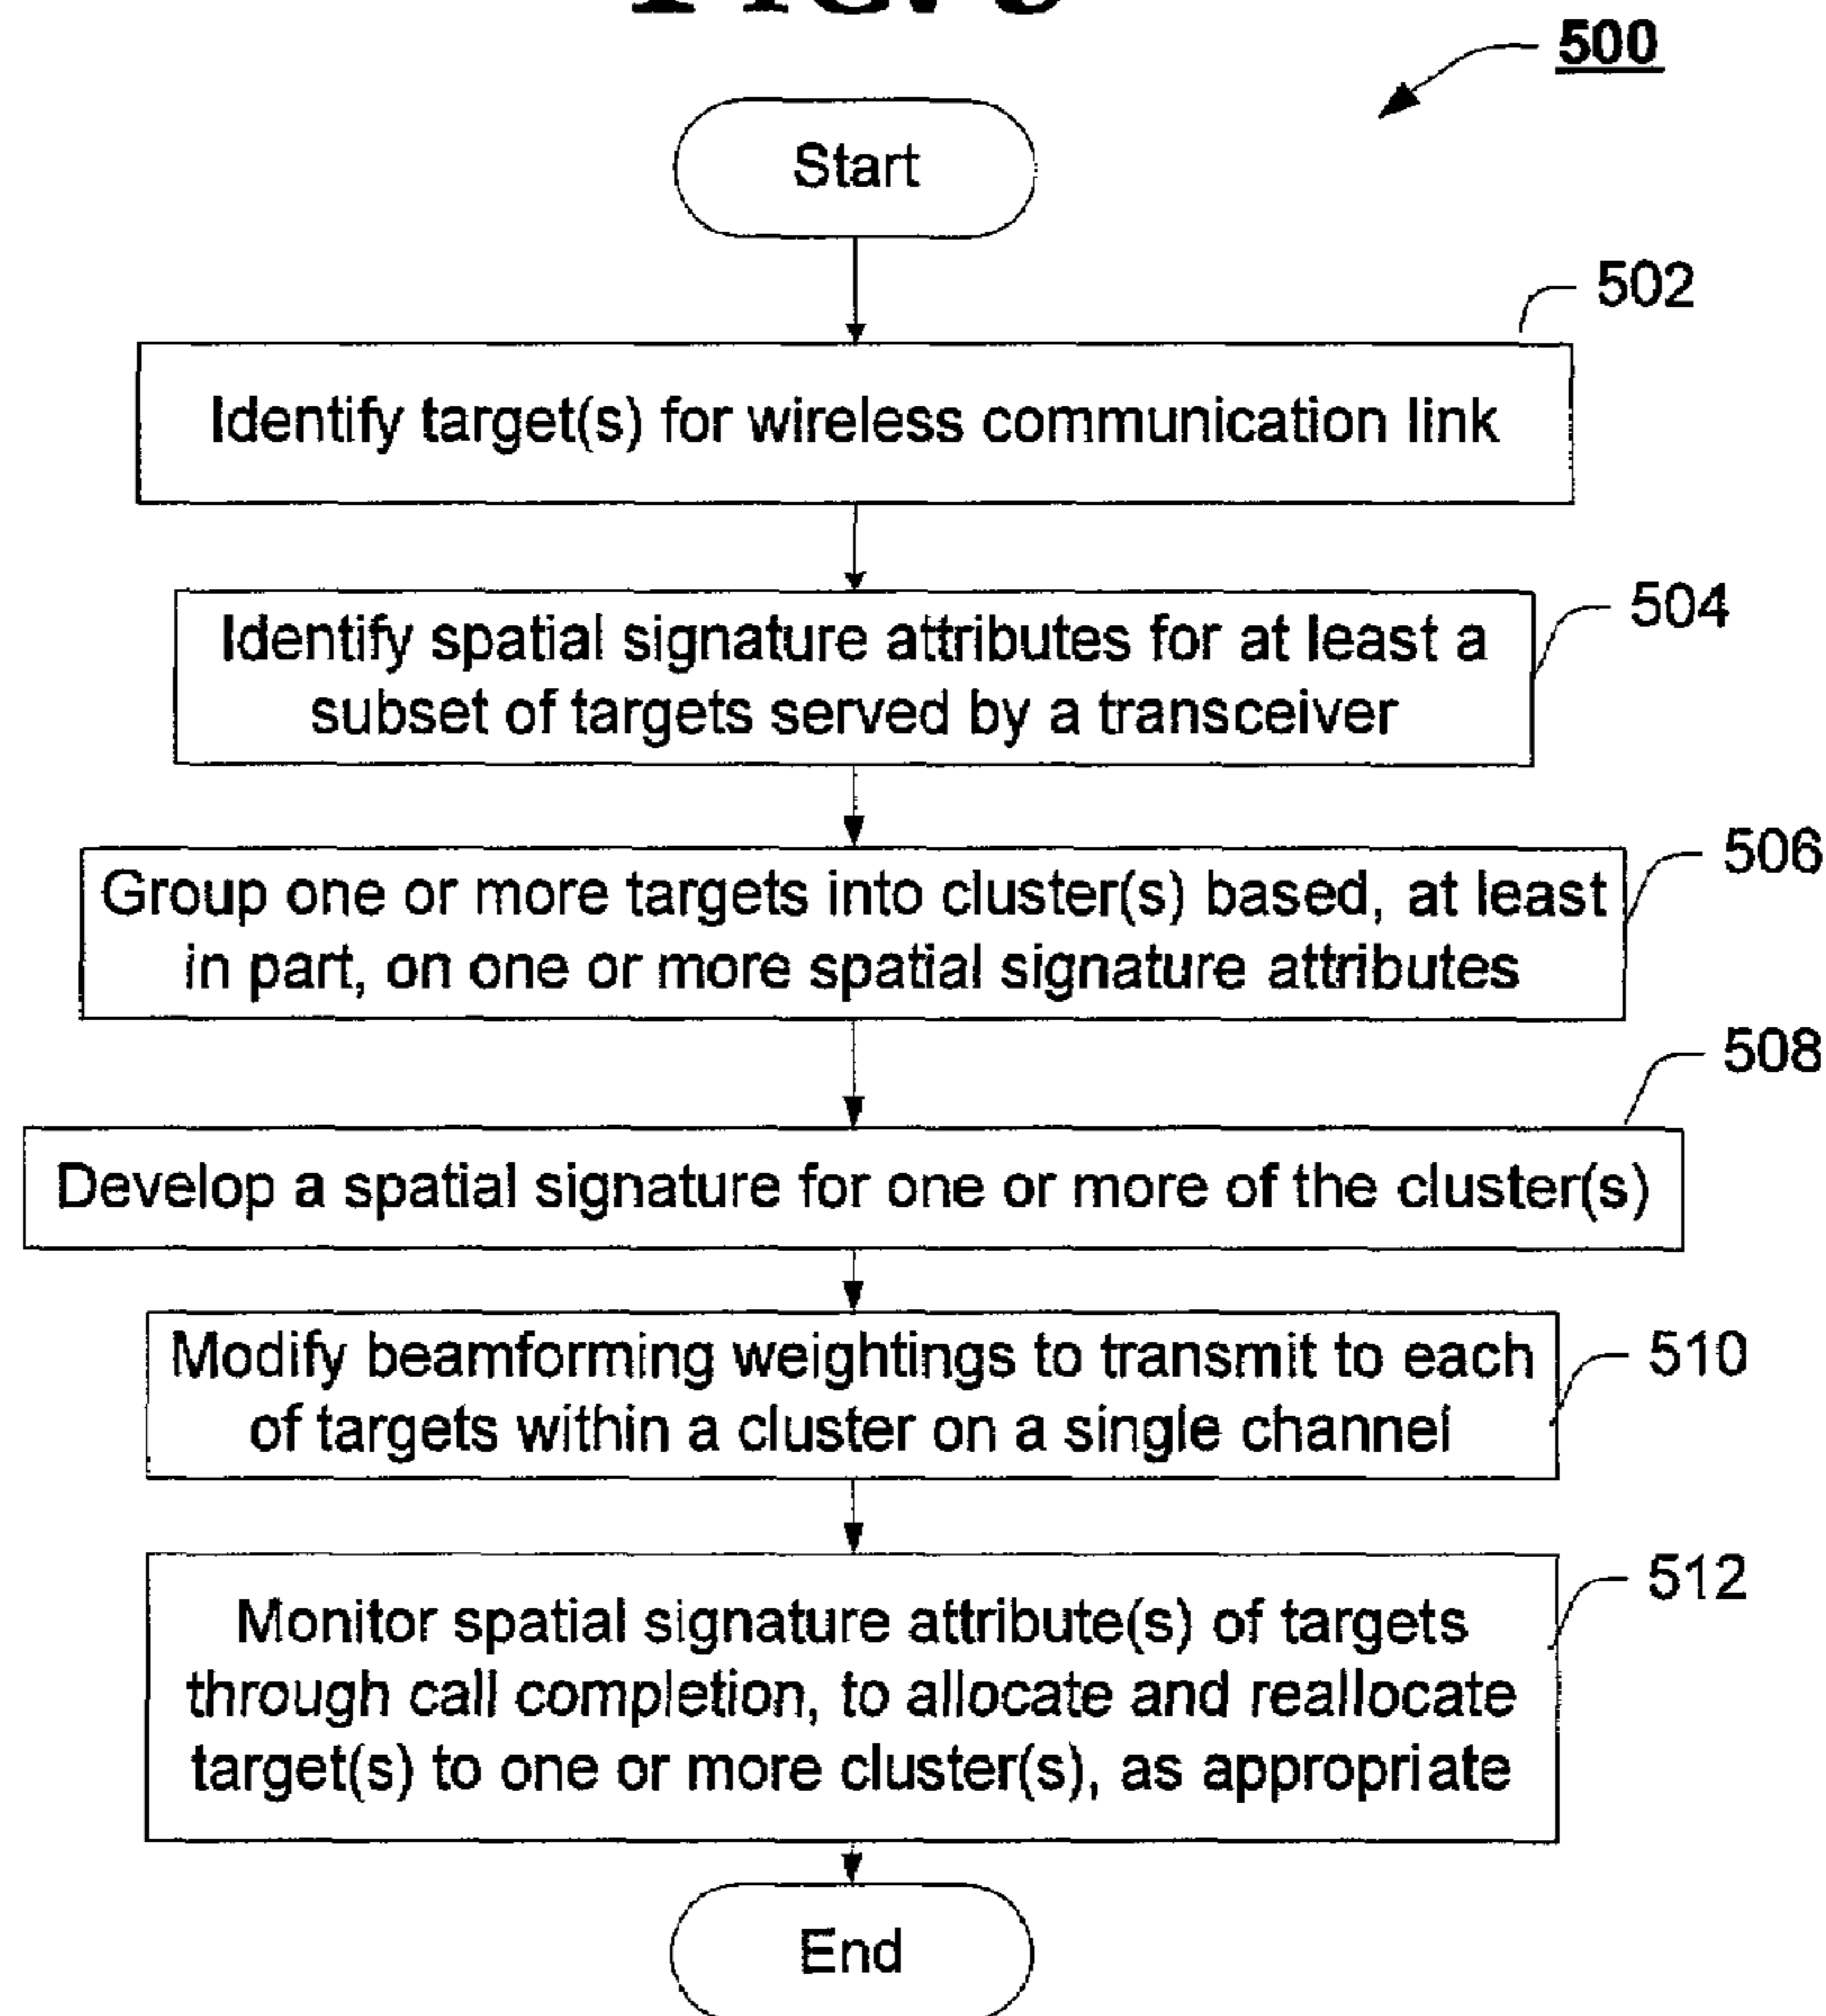 500
Start
502
Identify target(s) for wireless communication link
504
Identify spatial signature attributes for at least a
subset of targets served by a transceiver
506
Group one or more targets into cluster(s) based, at least
in part, on one or more spatial signature attributes
508
Develop a spatial signature for one or more of the cluster(s)
510
Modify beamforming weightings to transmit to each
of targets within a cluster on a single channel
512
Monitor spatial signature attribute(s) of targets
through call completion, to allocate and reallocate
target(s) to one or more cluster(s), as appropriate
End